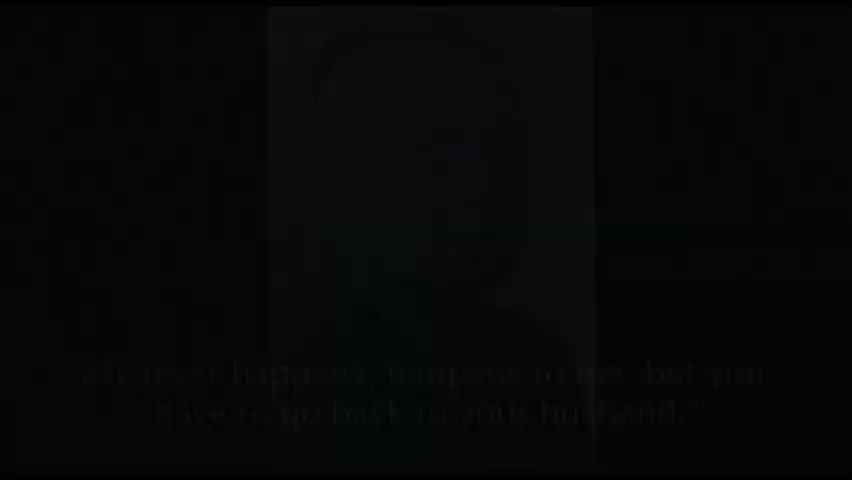 whatever happens, happens to me, but you
have to go back to your husband."